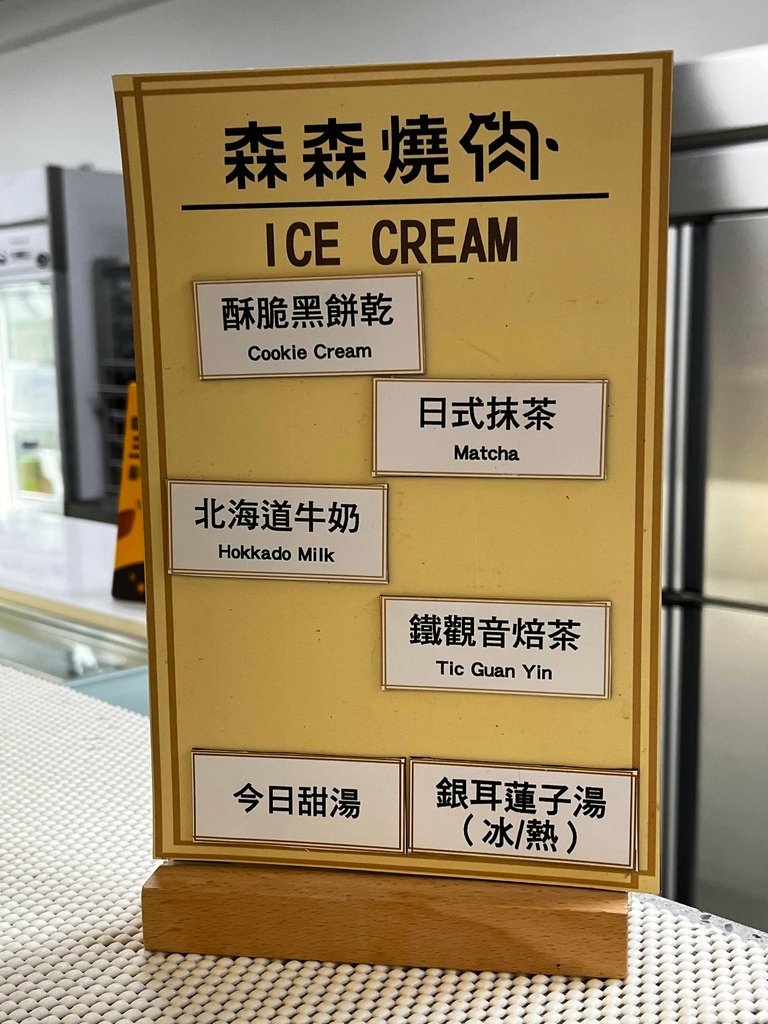 森森燒肉
ICE CREAM
酥脆黑餅乾
Cookie Cream
日式抹茶
Matcha
北海道牛奶
Hokkado Milk
鐵觀音焙茶
Tic Guan Yin
今日甜湯
銀耳蓮子湯
(冰/熱)